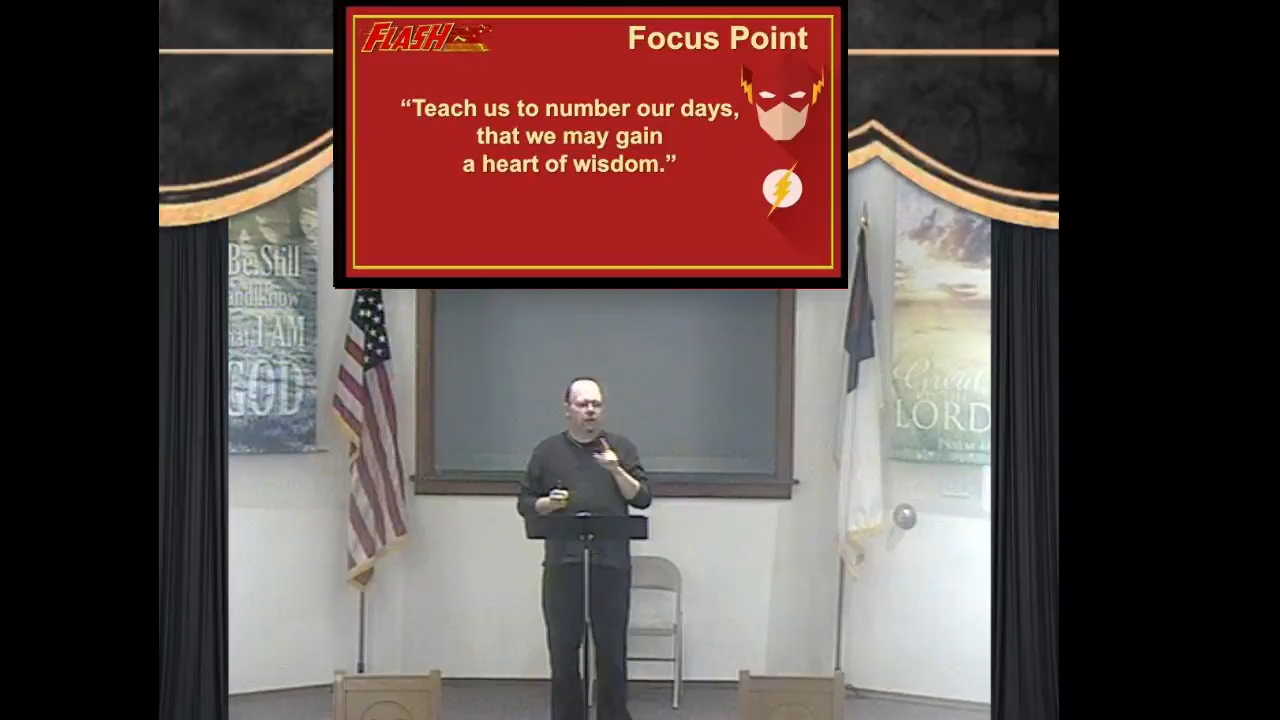 FLASH
Focus Point
“Teach us to number our days,
that we may gain
a heart of wisdom.”
Be Still
and Know
I AM
GOD
Great
LORD